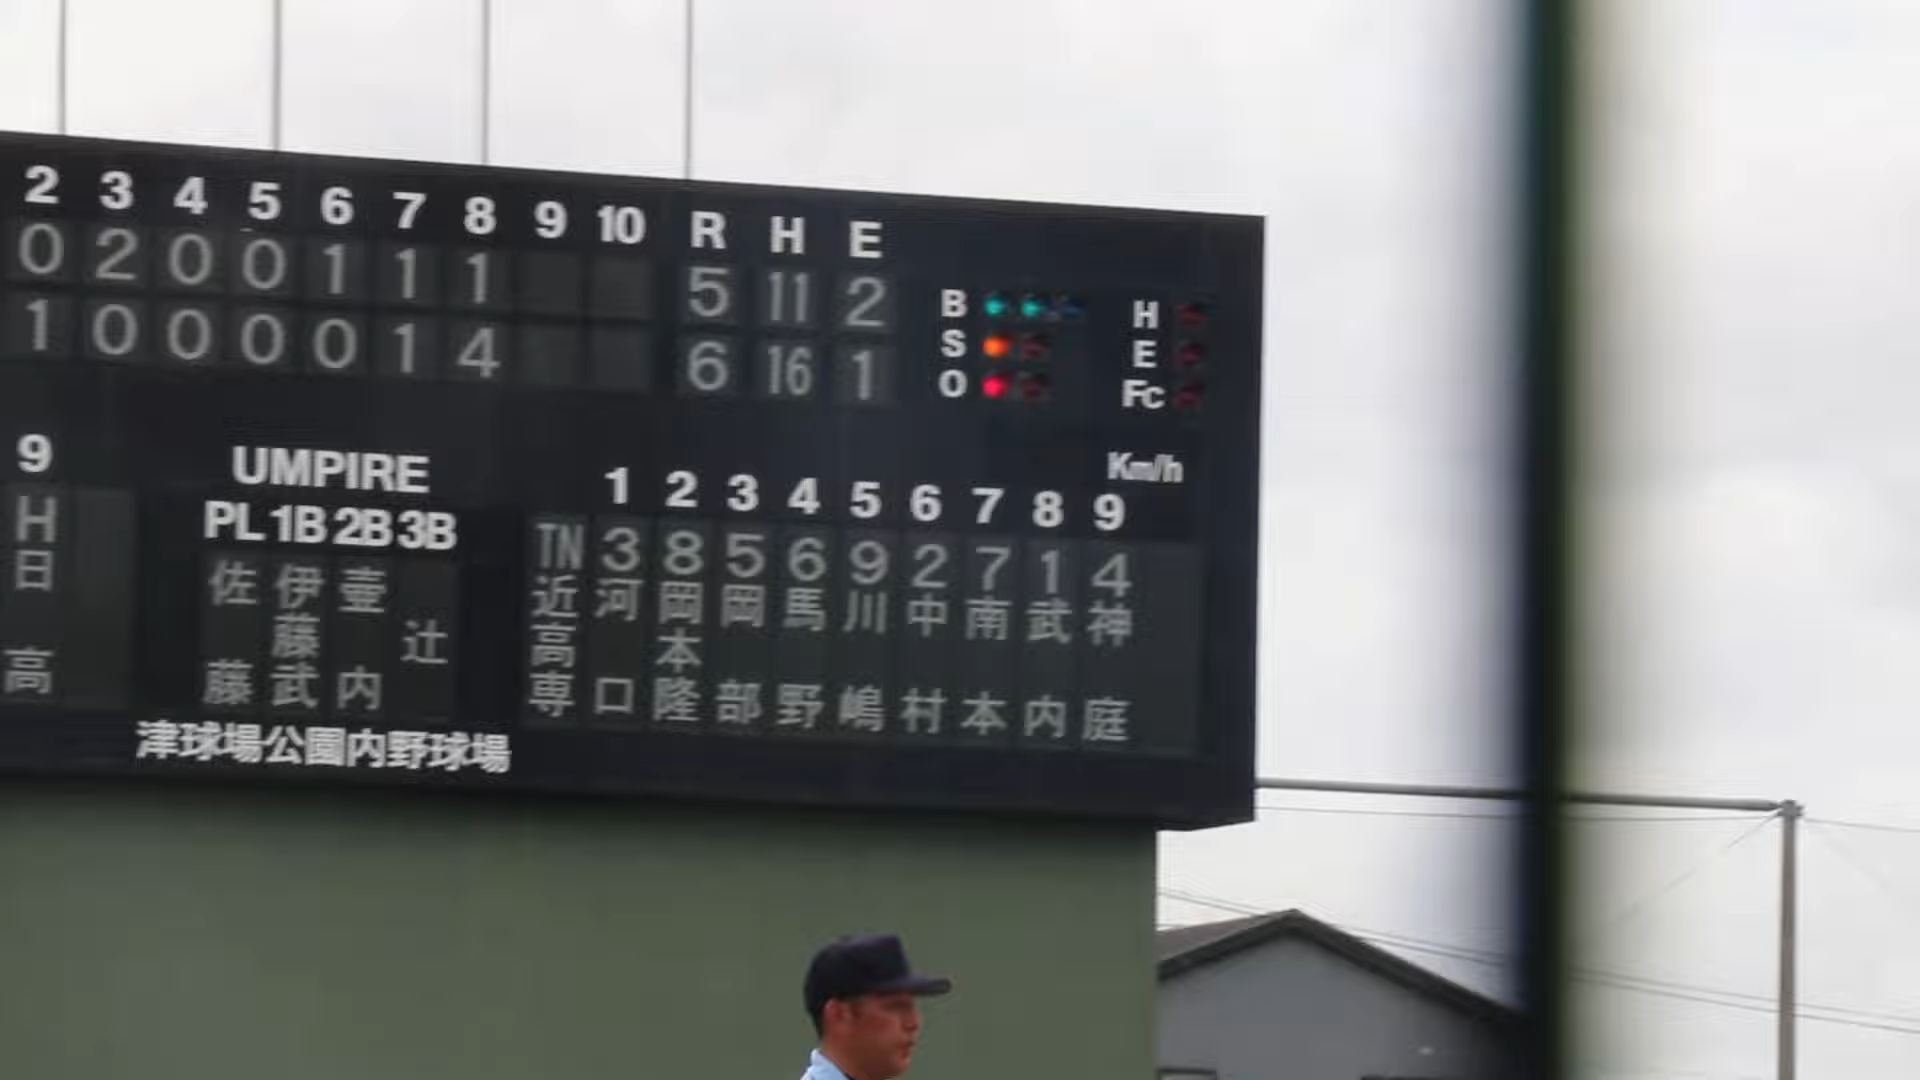 2 3 4 5 6 7 8 9 10 R H E
0 2 0 0 1 1 1 5 11 2
1 0 0 0 0 1 4 6 16 1
B
S
O
H
E
Fc
Km/h
9
H
日高
UMPIRE
PL 1B 2B 3B
佐藤
伊藤武
壷内
辻
1 2 3 4 5 6 7 8 9
TN 3 8 5 6 9 2 7 1 4
近高専
河口
岡本隆
岡部
馬野
川嶋
中村
南本
武内
神庭
津球場公園内野球場